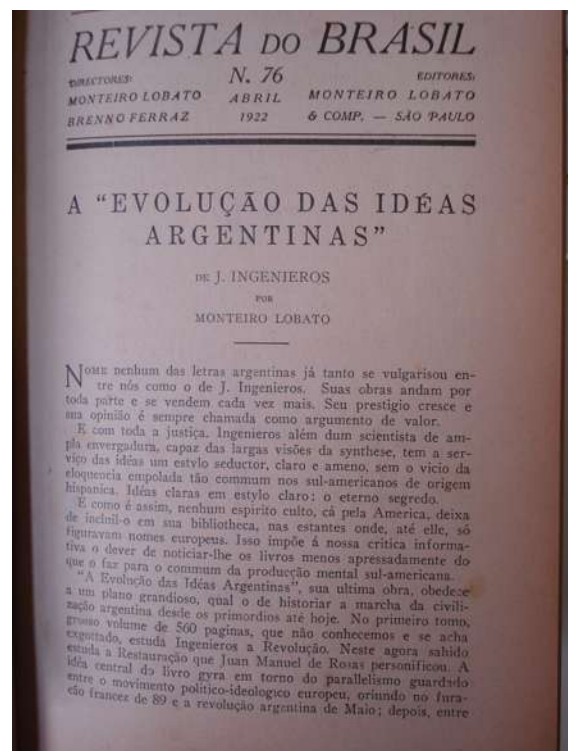 REVISTA DO BRASIL
DIRECTORES:
MONTEIRO LOBATO
BRENNO FERRAZ
N. 76
ABRIL
1922
EDITORES:
MONTEIRO LOBATO
& COMP. — SÃO PAULO
A "EVOLUÇÃO DAS IDÉAS
ARGENTINAS"
DE J. INGENIEROS
POR
MONTEIRO LOBATO
NOME nenhum das letras argentinas já tanto se vulgarisou en-
tre nós como o de J. Ingenieros. Suas obras andam por
toda parte e se vendem cada vez mais. Seu prestigio cresce e
sua opinião é sempre chamada como argumento de valor.
E com toda a justiça. Ingenieros além dum scientista de am-
pla envergadura, capaz das largas visões da synthese, tem a ser-
viço das idéas um estylo seductor, claro e ameno, sem o vicio da
eloquencia empolada tão commum nos sul-americanos de origem
hispanica. Idéas claras em estylo claro: o eterno segredo.
E como é assim, nenhum espirito culto, cá pela America, deixa
de incluil-o em sua bibliotheca, nas estantes onde, até elle, só
figuravam nomes europeus. Isso impõe á nossa critica informa-
tiva o dever de noticiar-lhe os livros menos apressadamente do
que o faz para o commum da producção mental sul-americana.
"A Evolução das Idéas Argentinas", sua ultima obra, obedece
a um plano grandioso, qual o de historiar a marcha da civili-
zação argentina desde os primordios até hoje. No primeiro tomo,
grosso volume de 560 paginas, que não conhecemos e se acha
exgottado, estuda Ingenieros a Revolução. Neste agora sahido
estuda a Restauração que Juan Manuel de Rosas personificou. A
idéa central do livro gyra em torno do parallelismo guardado
entre o movimento politico-ideologico europeu, oriundo no fura-
cão francez de 89 e a revolução argentina de Maio; depois, entre